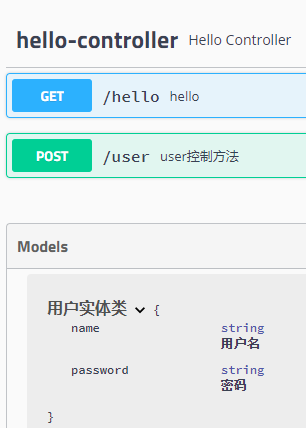 hello-controller Hello Controller
GET /hello hello
POST /user user控制方法
Models
用户实体类 {
name string
用户名
password string
密码
}